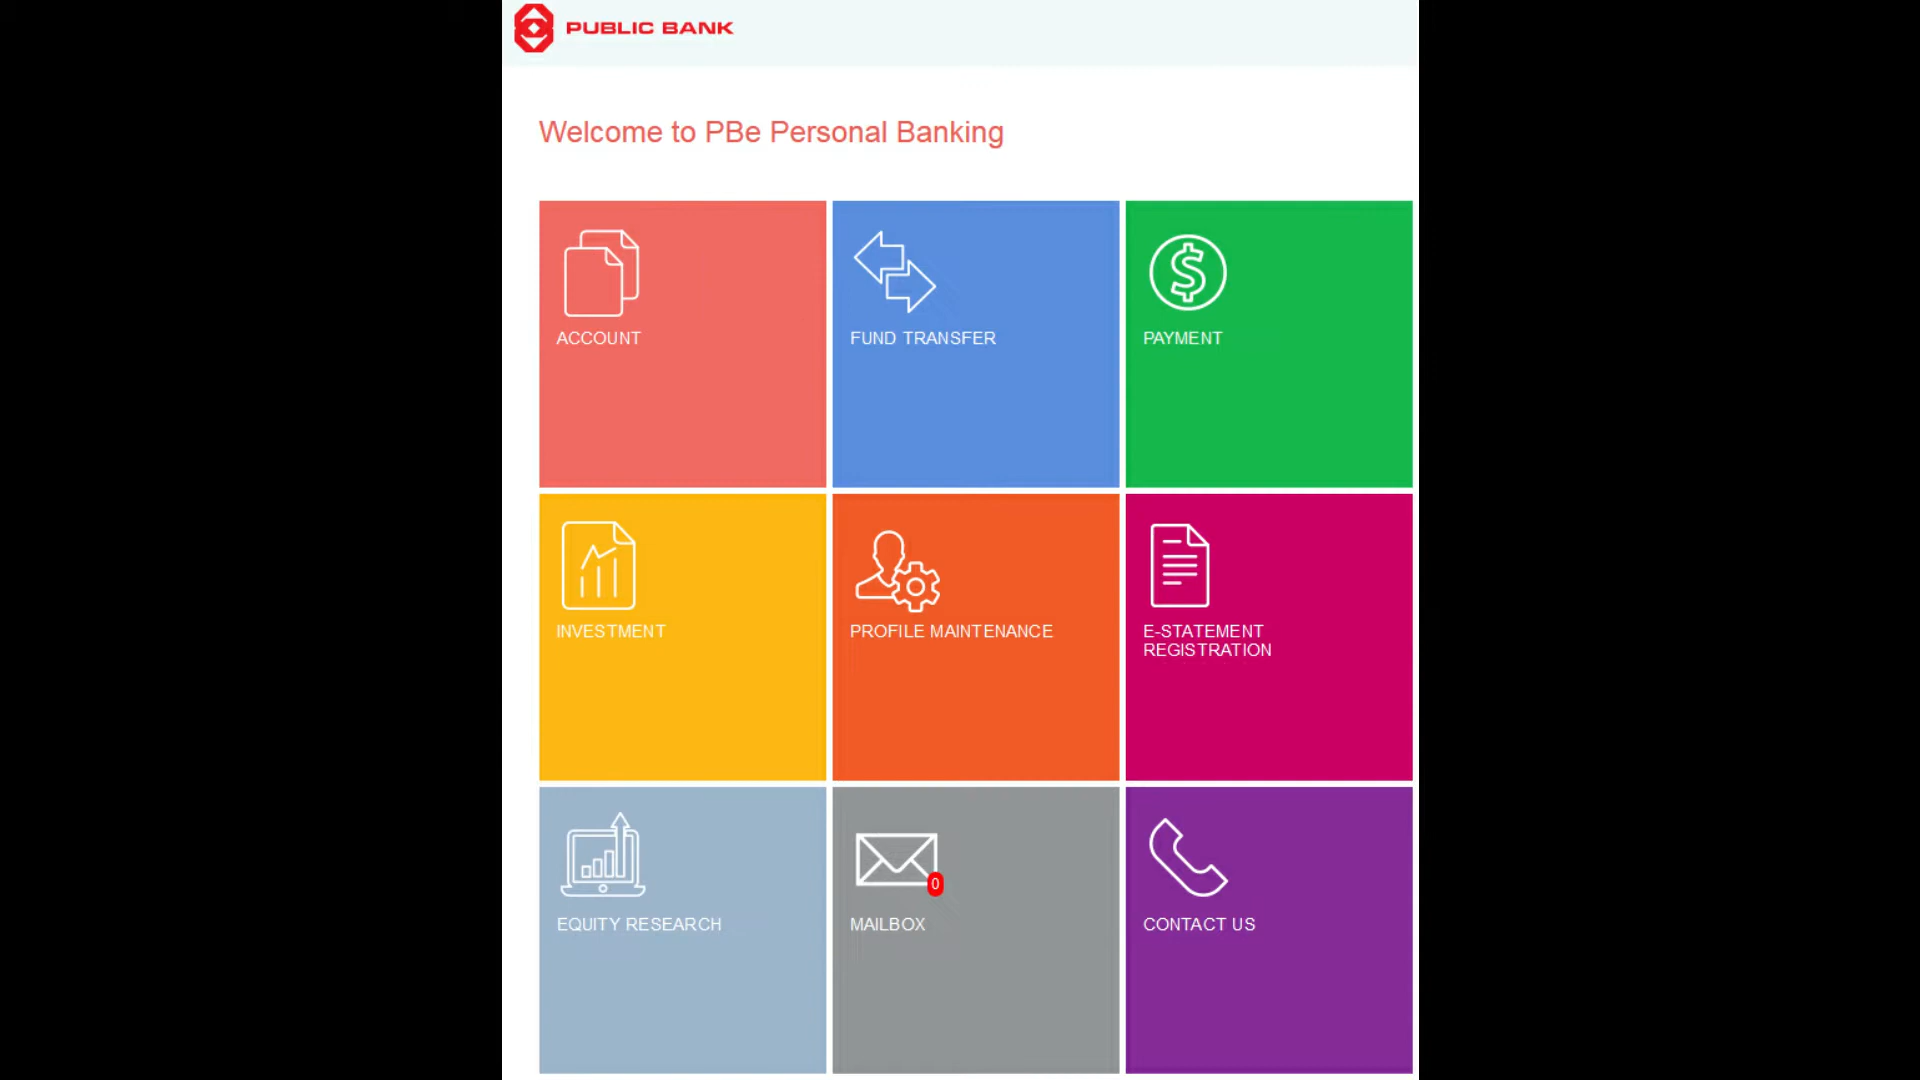 PUBLIC BANK
Welcome to PBe Personal Banking
ACCOUNT
FUND TRANSFER
PAYMENT
INVESTMENT
PROFILE MAINTENANCE
E-STATEMENT
REGISTRATION
EQUITY RESEARCH
0
MAILBOX
CONTACT US